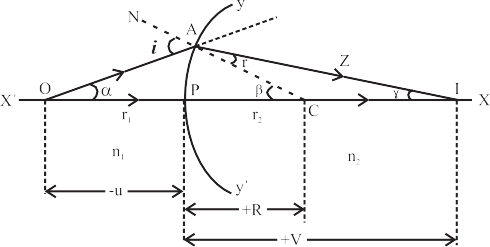 N
y
A
i
Z
r
O
α
P
β
C
γ
I
X'
X
r₁
r₂
n₁
n₂
y'
-u
+R
+V